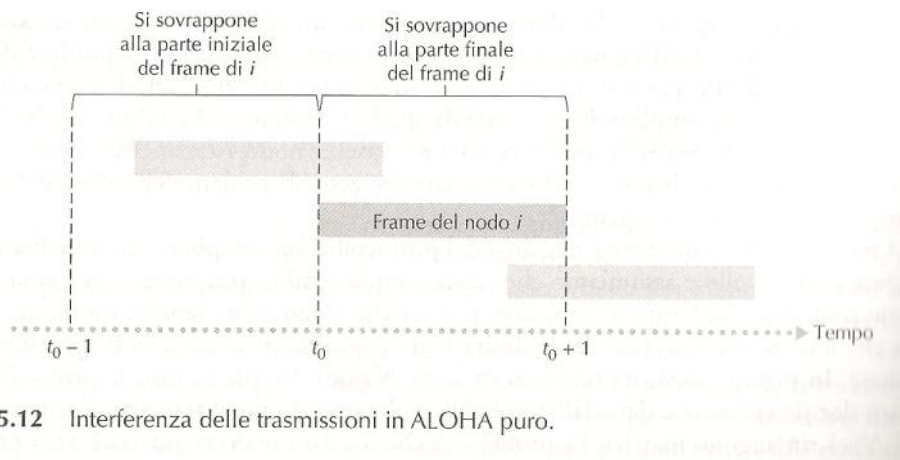 Si sovrappone
alla parte iniziale
del frame di i
Si sovrappone
alla parte finale
del frame di i
Frame del nodo i
t0 – 1
t0
t0 + 1
Tempo
5.12 Interferenza delle trasmissioni in ALOHA puro.